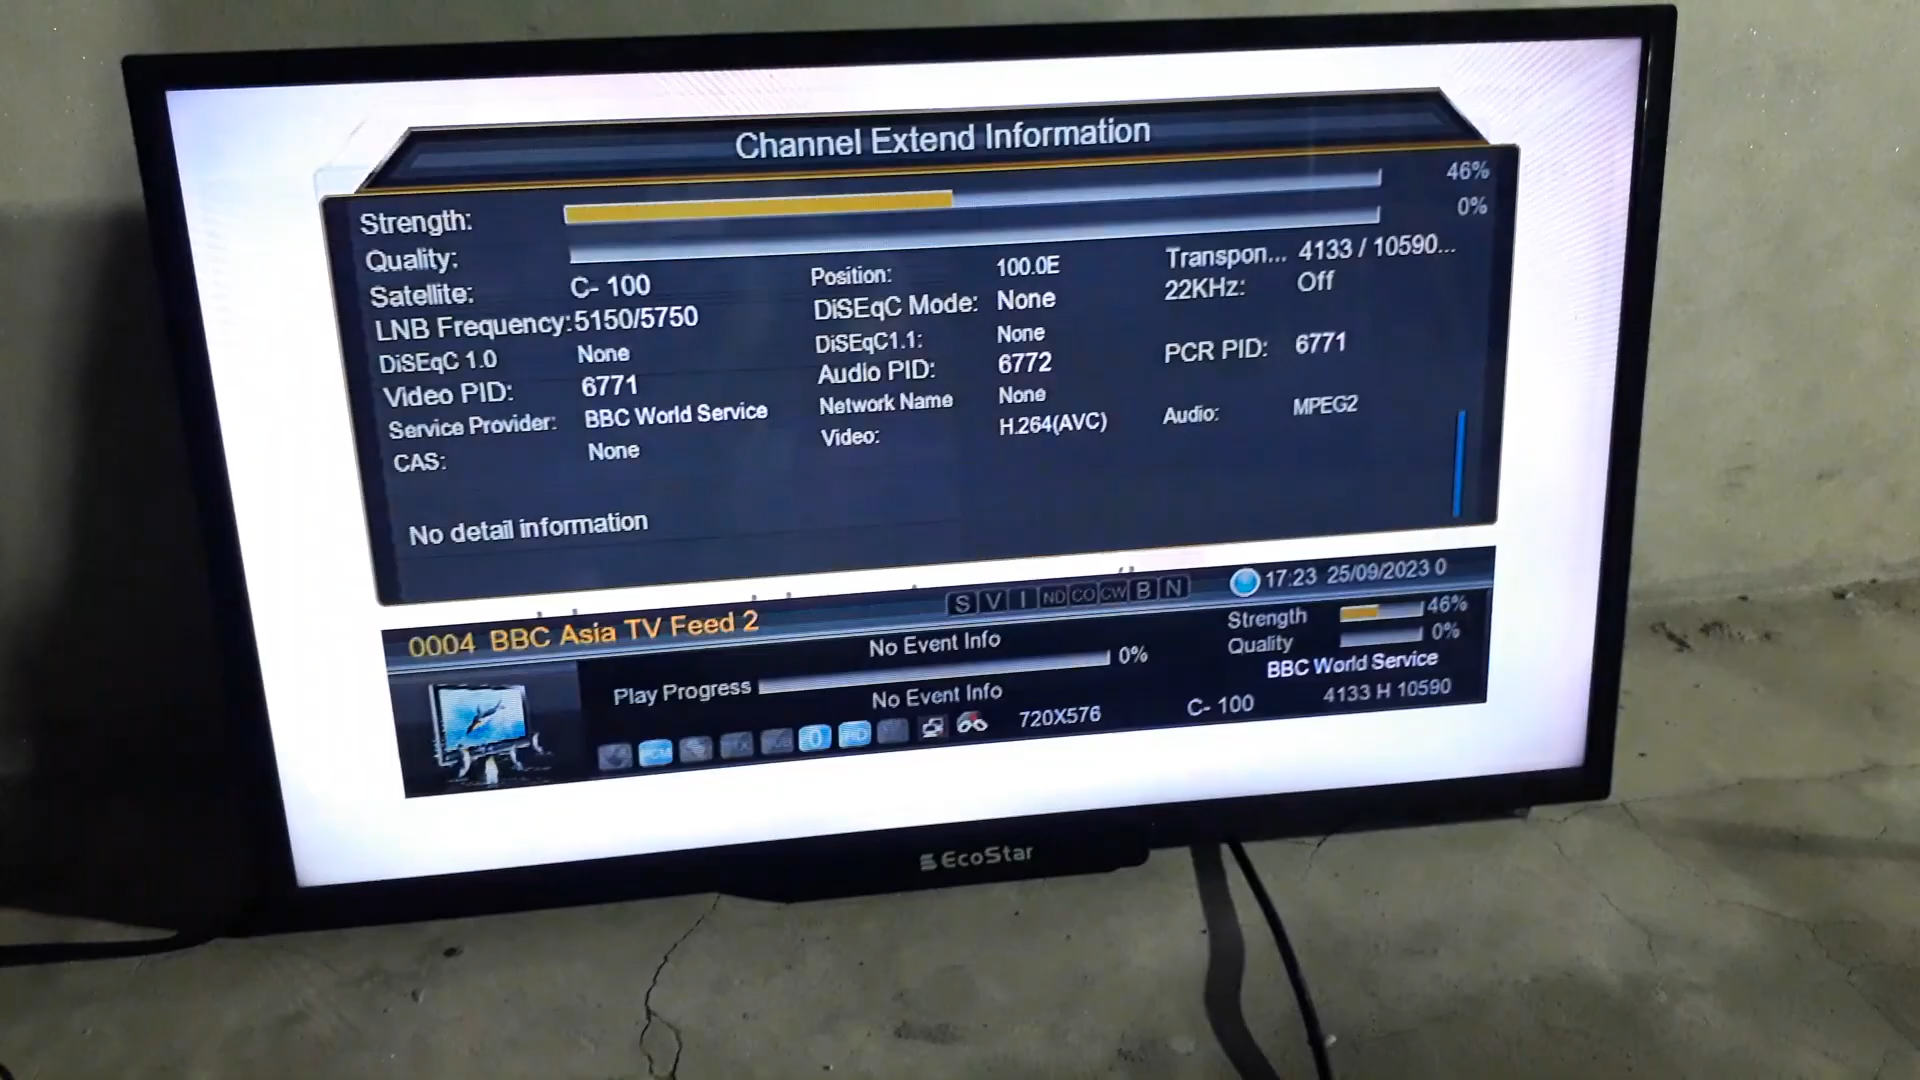 Channel Extend Information
Strength: 46%
Quality: 0%
Satellite: C- 100 Position: 100.0E Transpon... 4133 / 10590...
LNB Frequency: 5150/5750 DiSEqC Mode: None 22KHz: Off
DiSEqC 1.0 None DiSEqC1.1: None
Video PID: 6771 Audio PID: 6772 PCR PID: 6771
Service Provider: BBC World Service Network Name None
CAS: None Video: H.264(AVC) Audio: MPEG2
No detail information
0004 BBC Asia TV Feed 2 S V I ND CO CW B N 17:23 25/09/2023 0
No Event Info Strength 46%
Play Progress 0% Quality 0%
No Event Info BBC World Service
720X576 C- 100 4133 H 10590
EcoStar